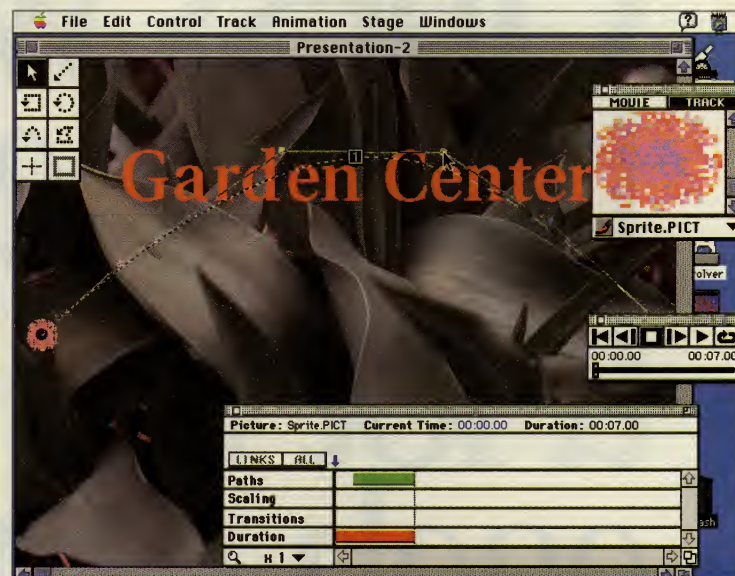 File Edit Control Track Animation Stage Windows
Presentation-2
MOVIE TRACK
Garden Center
1
Sprite.PICT
olver
00:00.00 00:07.00
Picture: Sprite.PICT Current Time: 00:00.00 Duration: 00:07.00
LINKS ALL
Paths
Scaling
Transitions
Duration
x 1
ash